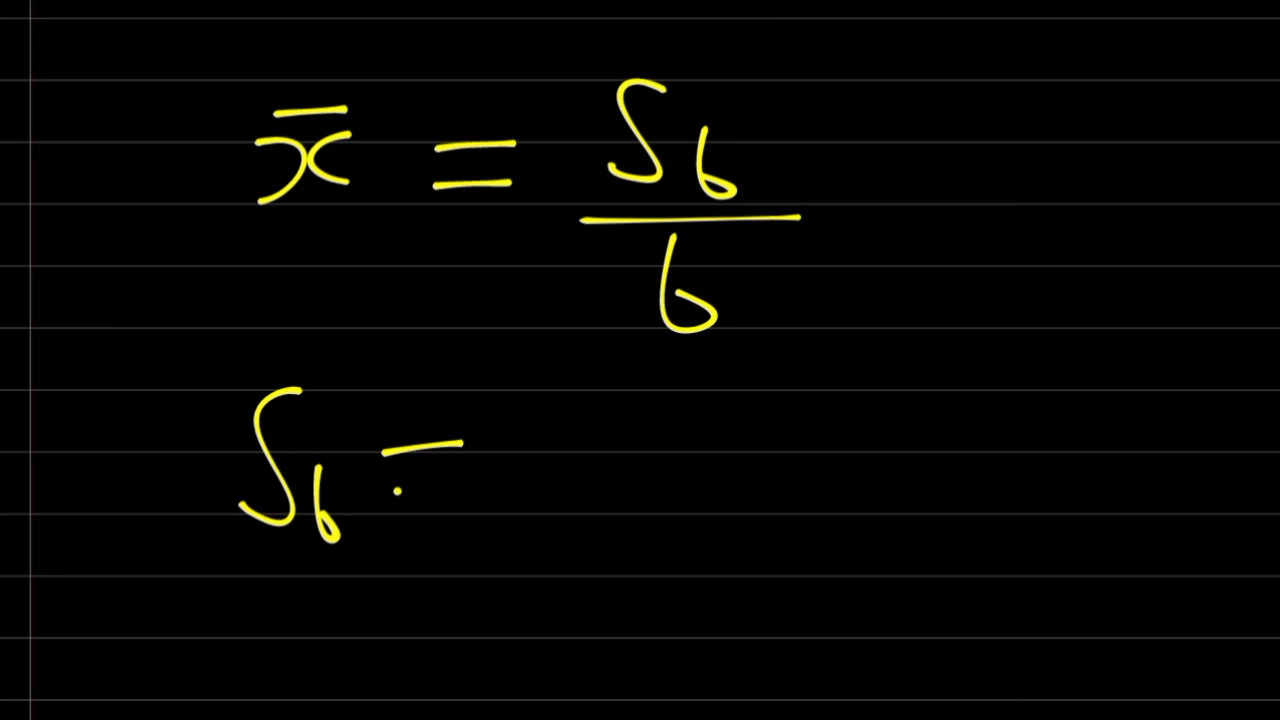 x̄ = S₆ / 6
S₆ =